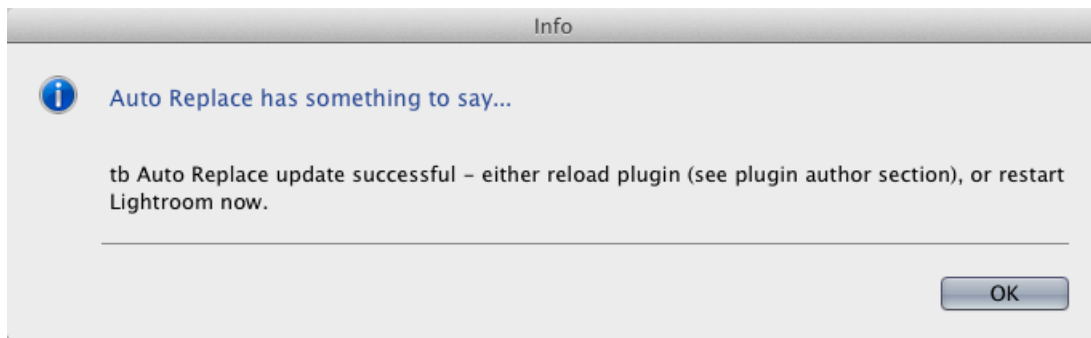 Info
Auto Replace has something to say...
tb Auto Replace update successful – either reload plugin (see plugin author section), or restart
Lightroom now.
OK